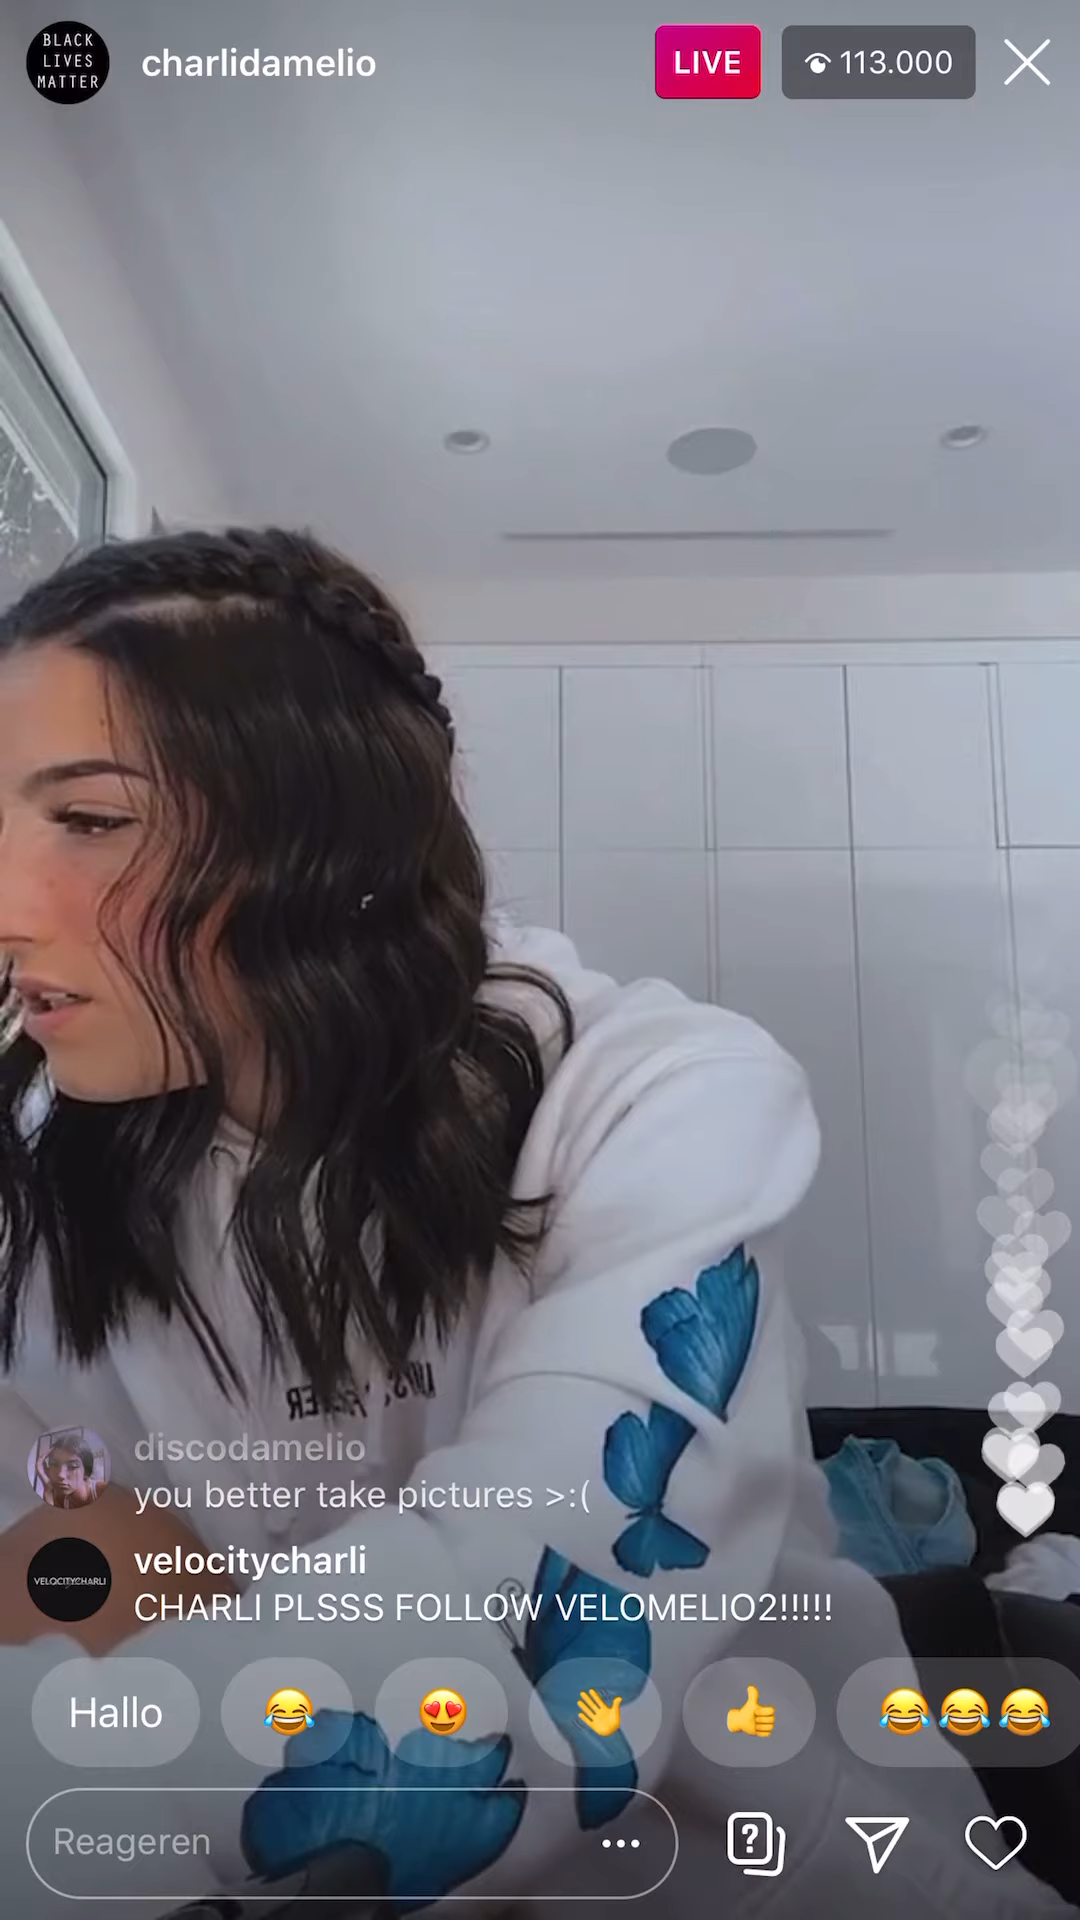 BLACK
LIVES
MATTER
charlidamelio
LIVE
113.000
discodamelio
you better take pictures >:(
VELOCITYCHARLI
velocitycharli
CHARLI PLSSS FOLLOW VELOMELIO2!!!!!
Hallo
Reageren